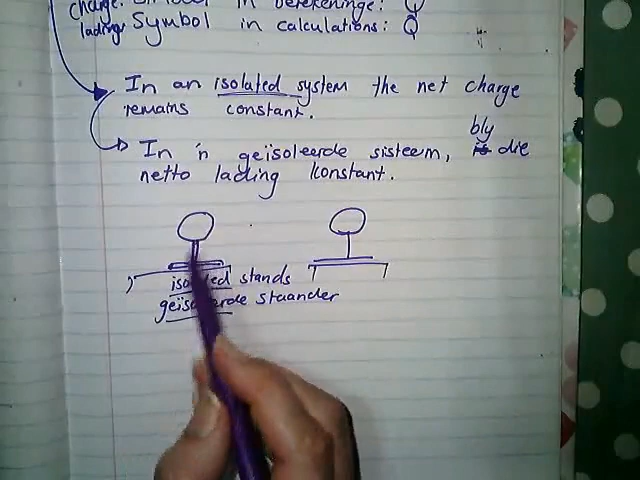 charge: Simbool in berekeninge: Q
lading: Symbol in calculations: Q
In an isolated system the net charge
remains constant.
bly
In 'n geïsoleerde sisteem, is die
netto lading konstant.
isolated stands
geïsoleerde staander